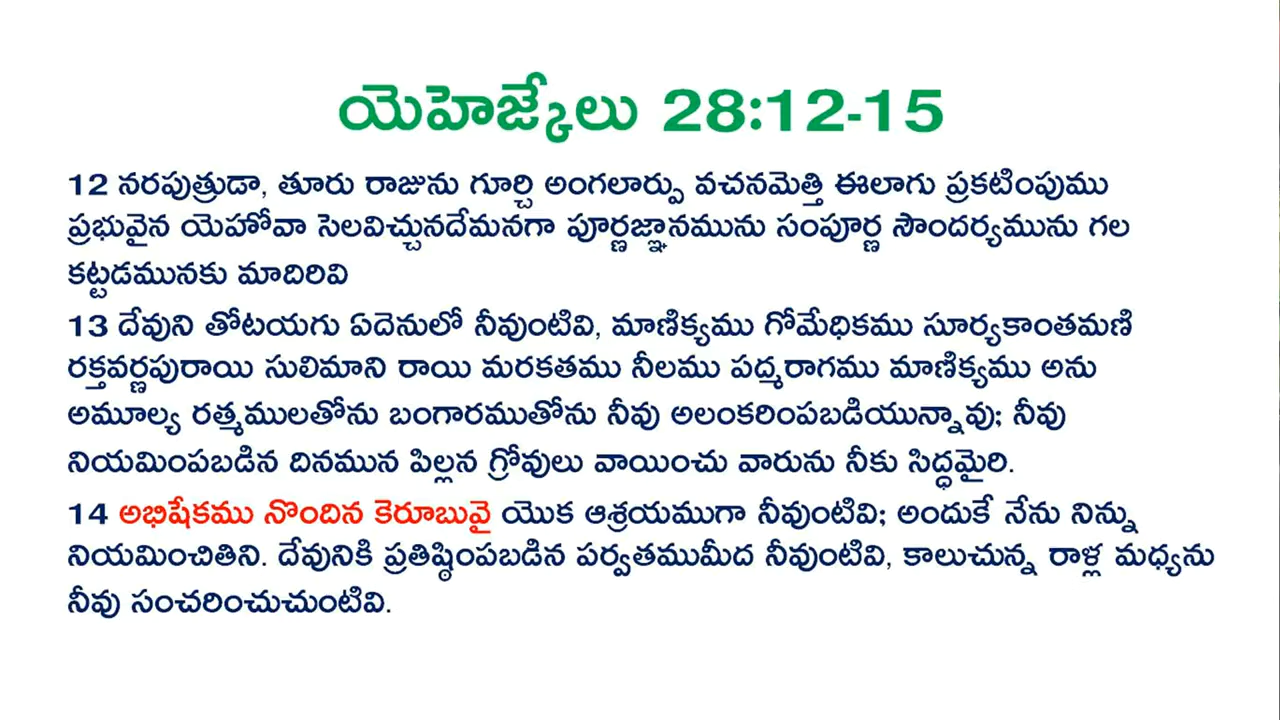 యెహెజ్కేలు 28:12-15
12 నరపుత్రుడా, తూరు రాజును గూర్చి అంగలార్పు వచనమెత్తి ఈలాగు ప్రకటింపుము
ప్రభువైన యెహోవా సెలవిచ్చునదేమనగా పూర్ణజ్ఞానమును సంపూర్ణ సౌందర్యమును గల
కట్టడమునకు మాదిరివి
13 దేవుని తోటయగు ఏదెనులో నీవుంటివి, మాణిక్యము గోమేధికము సూర్యకాంతమణి
రక్తవర్ణపురాయి సులిమాని రాయి మరకతము నీలము పద్మరాగము మాణిక్యము అను
అమూల్య రత్మములతోను బంగారముతోను నీవు అలంకరింపబడియున్నావు; నీవు
నియమింపబడిన దినమున పిల్లన గ్రోవులు వాయించు వారును నీకు సిద్ధమైరి.
14 అభిషేకము నొందిన కెరూబువై యొక ఆశ్రయముగా నీవుంటివి; అందుకే నేను నిన్ను
నియమించితిని. దేవునికి ప్రతిష్ఠింపబడిన పర్వతముమీద నీవుంటివి, కాలుచున్న రాళ్ల మధ్యను
నీవు సంచరించుచుంటివి.